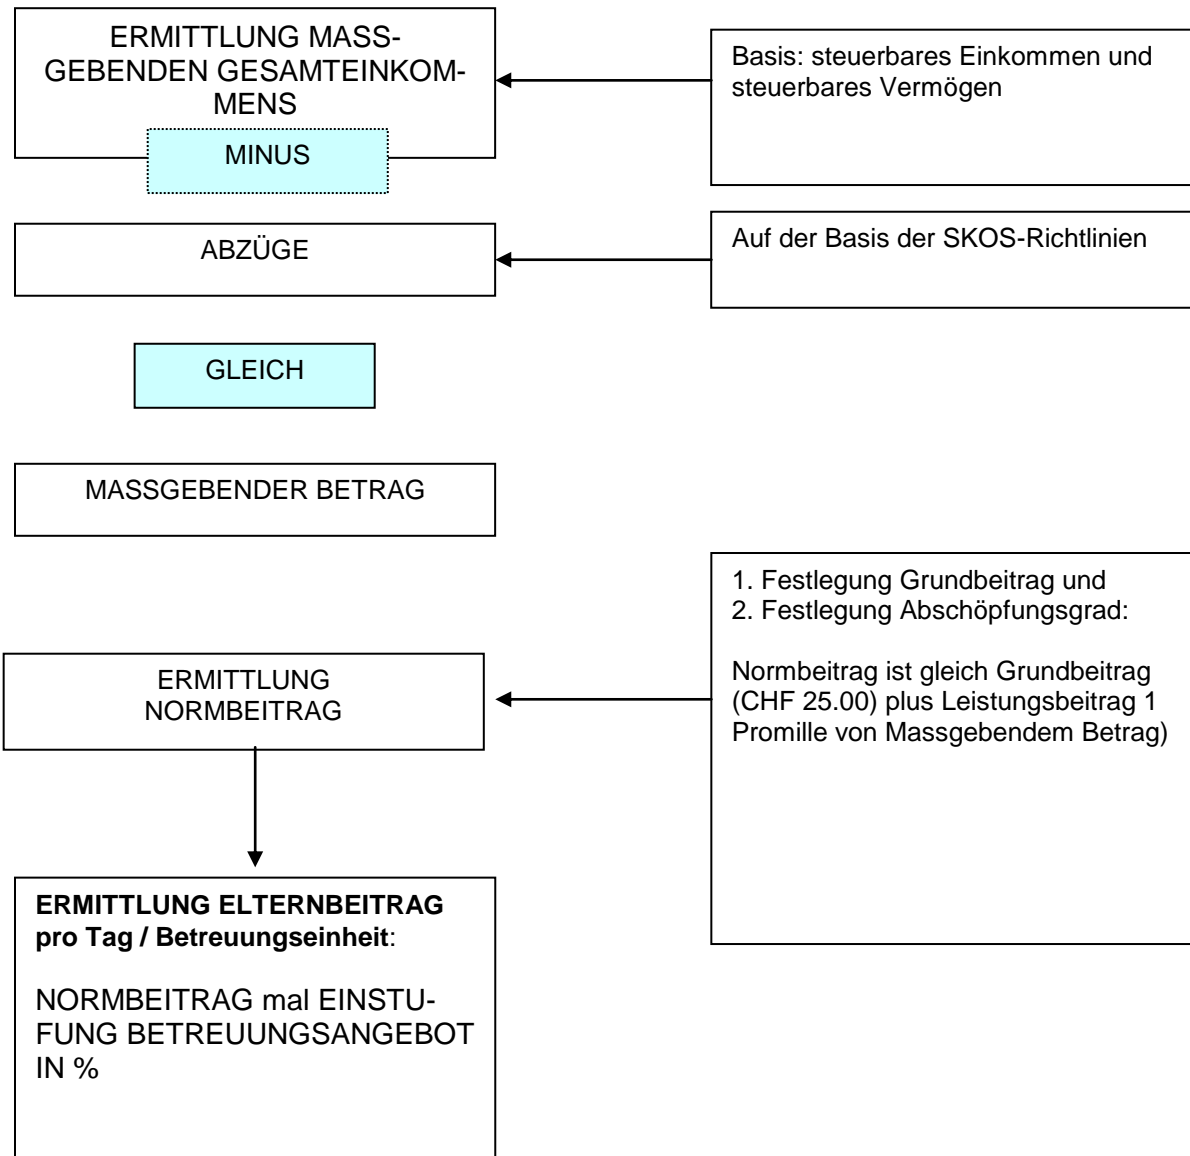 ERMITTLUNG MASS-
GEBENDEN GESAMTEINKOM-
MENS
Basis: steuerbares Einkommen und
steuerbares Vermögen
MINUS
ABZÜGE
Auf der Basis der SKOS-Richtlinien
GLEICH
MASSGEBENDER BETRAG
1. Festlegung Grundbeitrag und
2. Festlegung Abschöpfungsgrad:
Normbeitrag ist gleich Grundbeitrag
(CHF 25.00) plus Leistungsbeitrag 1
Promille von Massgebendem Betrag)
ERMITTLUNG
NORMBEITRAG
ERMITTLUNG ELTERNBEITRAG
pro Tag / Betreuungseinheit:
NORMBEITRAG mal EINSTU-
FUNG BETREUUNGSANGEBOT
IN %